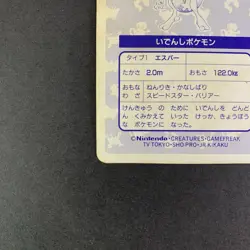 いでんしポケモン
タイプ1 エスパー
たかさ 2.0m おもさ 122.0kg
おもな ねんりき・かなしばり
わざ スピードスター・バリアー
けんきゅうの ために いでんしを どんど
ん くみかえて いった けっか、きょうぼう
な ポケモンに なった。
©Nintendo・CREATURES・GAMEFREAK
TV TOKYO・SHO-PRO・JR.KIKAKU